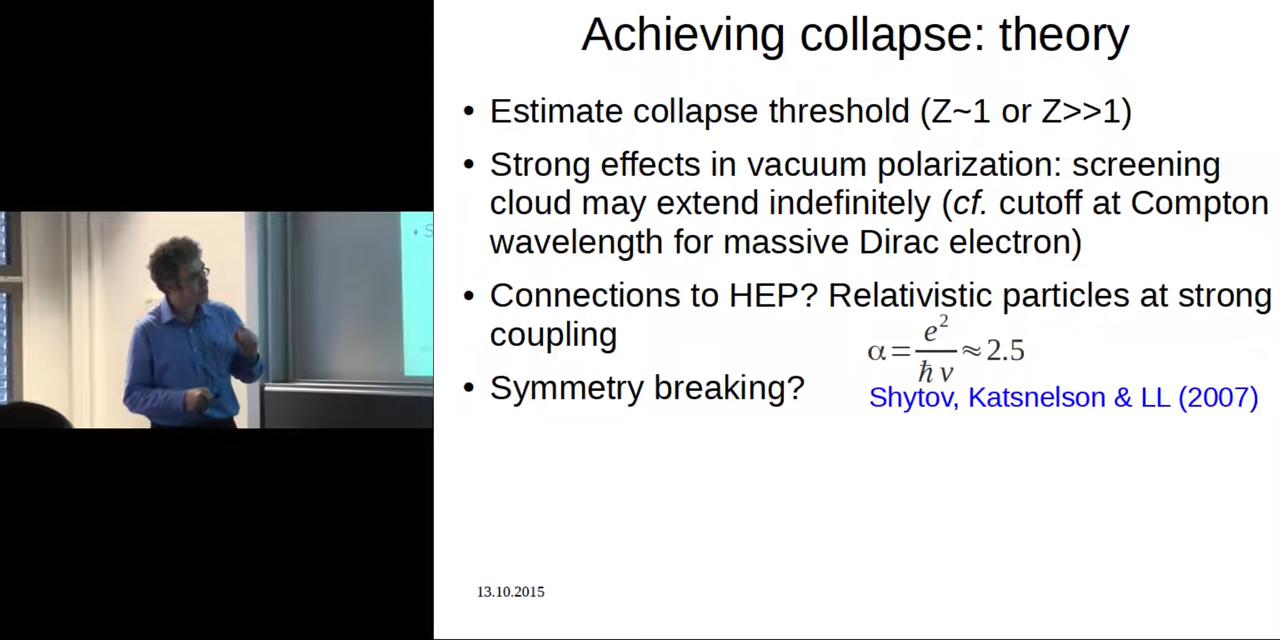 Achieving collapse: theory
• Estimate collapse threshold (Z~1 or Z>>1)
• Strong effects in vacuum polarization: screening
cloud may extend indefinitely (cf. cutoff at Compton
wavelength for massive Dirac electron)
• Connections to HEP? Relativistic particles at strong
coupling
α = e² / ħ v ≈ 2.5
• Symmetry breaking?
Shytov, Katsnelson & LL (2007)
13.10.2015